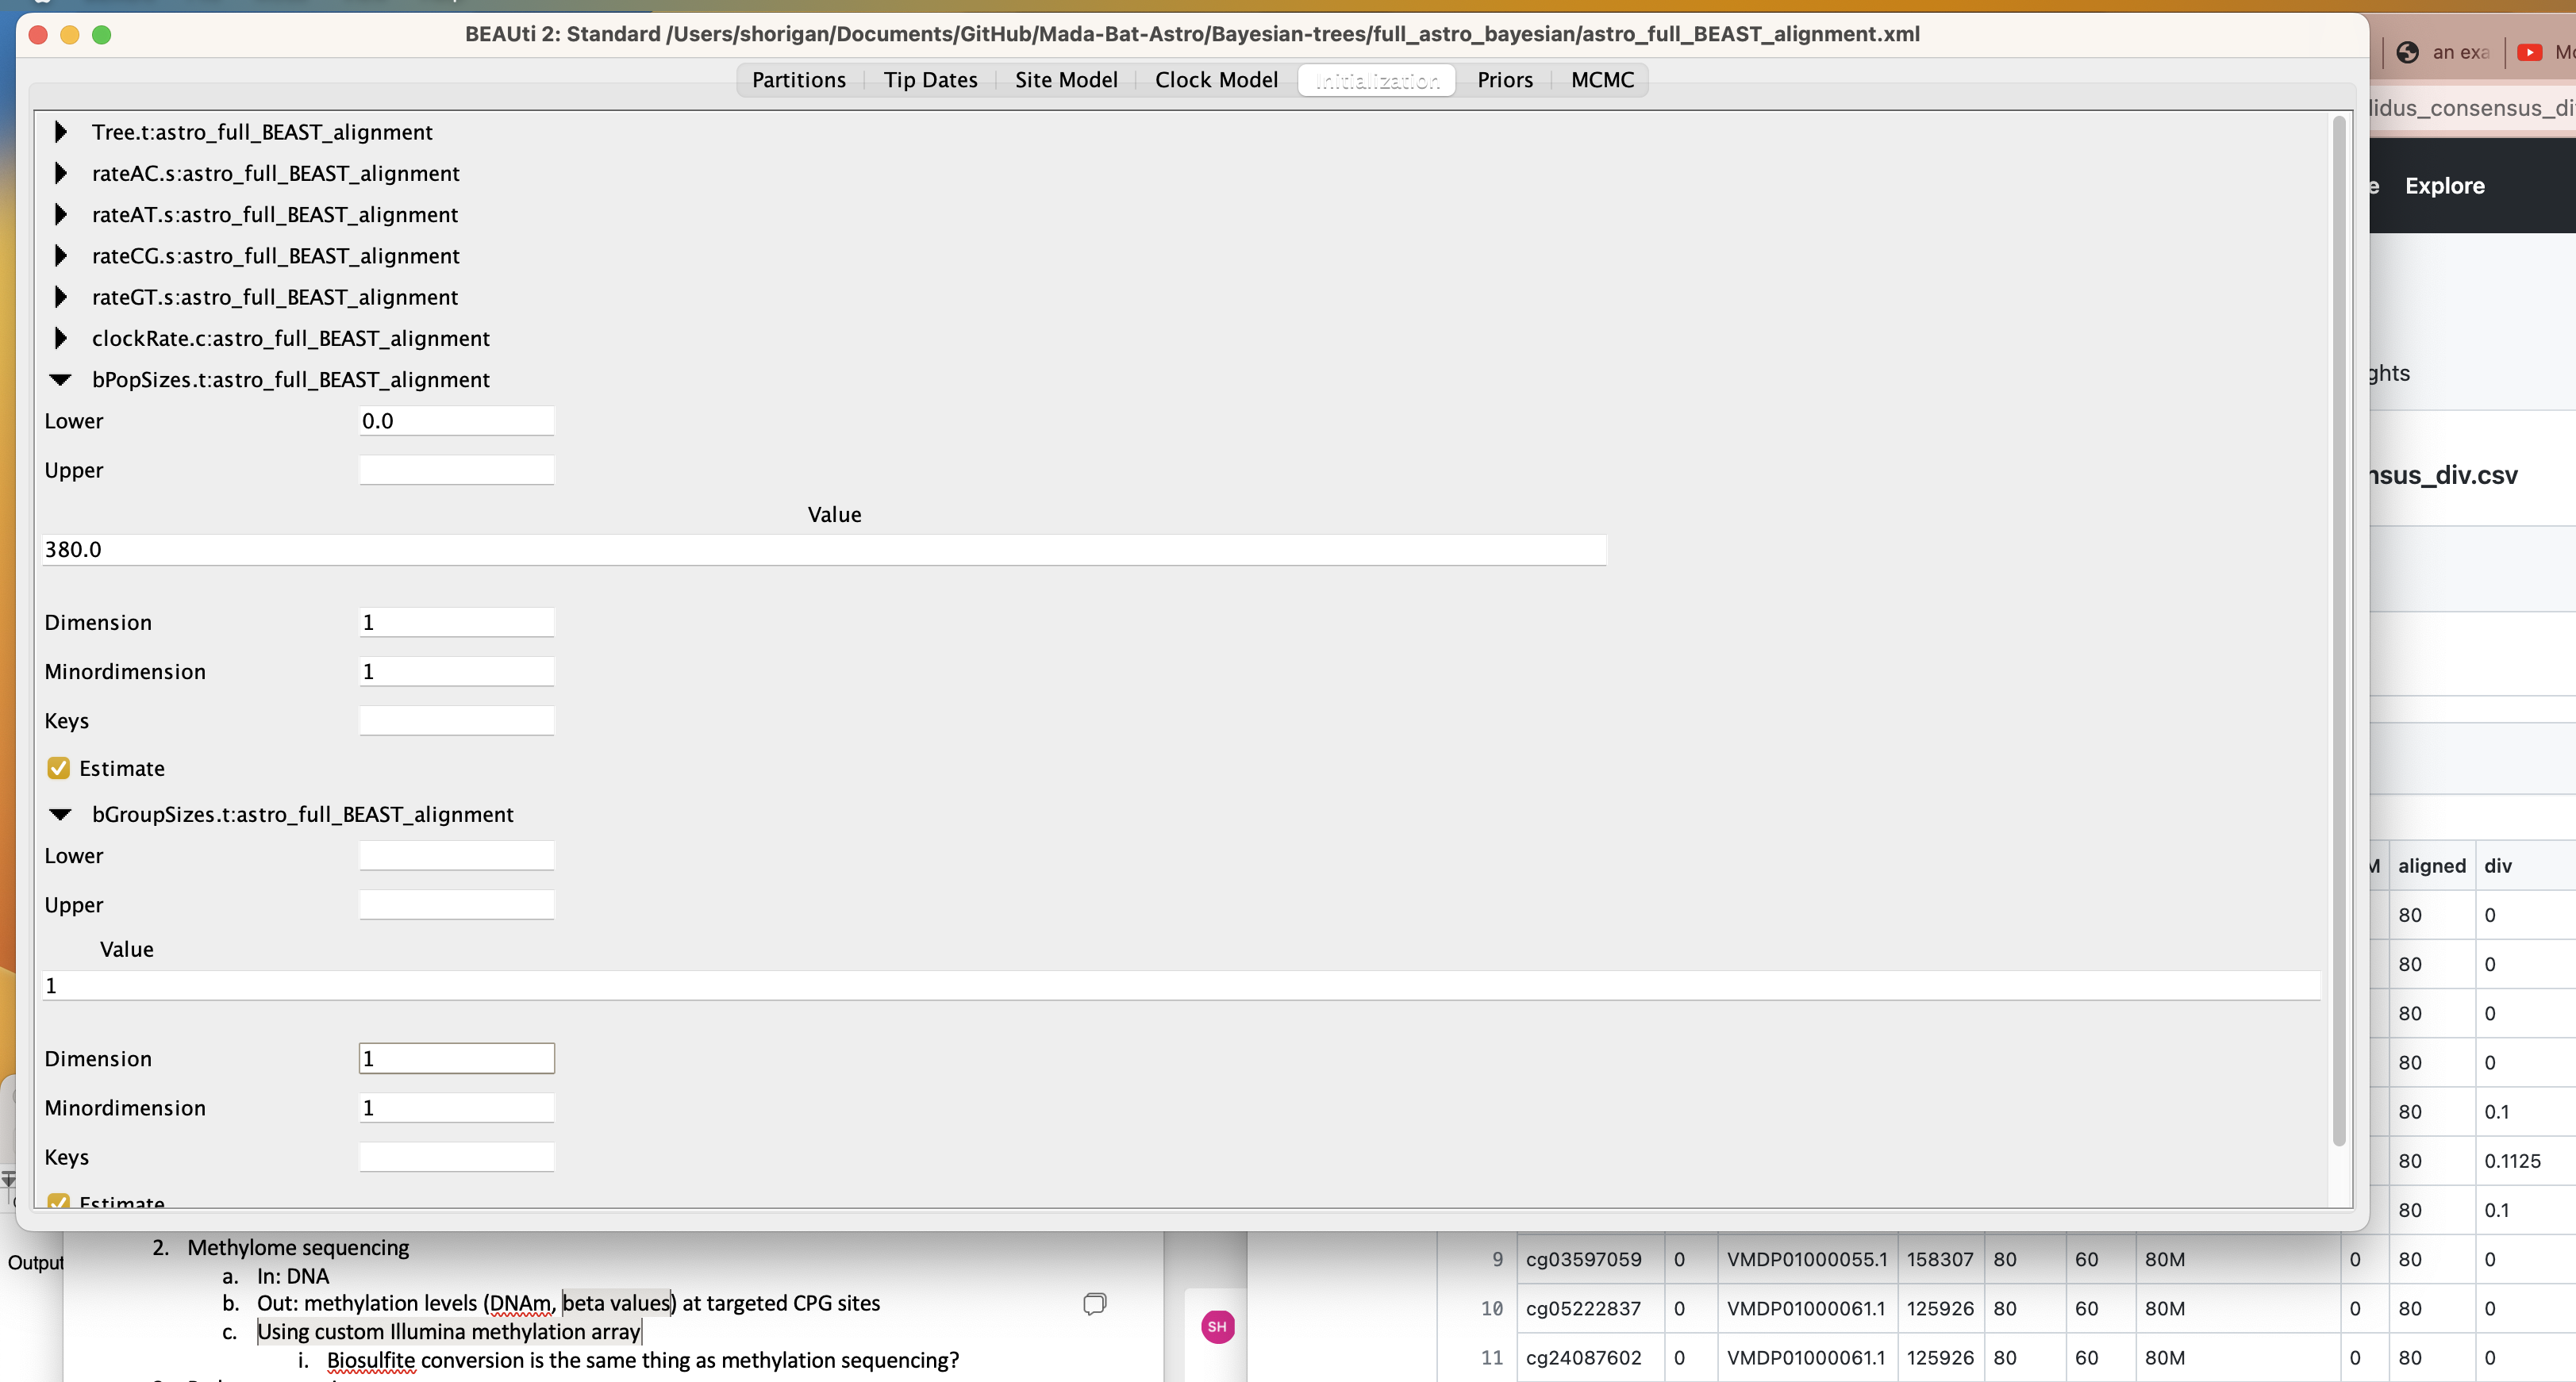 BEAUti 2: Standard /Users/shorigan/Documents/GitHub/Mada-Bat-Astro/Bayesian-trees/full_astro_bayesian/astro_full_BEAST_alignment.xml
Partitions Tip Dates Site Model Clock Model Initialization Priors MCMC
Tree.t:astro_full_BEAST_alignment
rateAC.s:astro_full_BEAST_alignment
rateAT.s:astro_full_BEAST_alignment
rateCG.s:astro_full_BEAST_alignment
rateGT.s:astro_full_BEAST_alignment
clockRate.c:astro_full_BEAST_alignment
bPopSizes.t:astro_full_BEAST_alignment
Lower 0.0
Upper
Value
380.0
Dimension 1
Minordimension 1
Keys
Estimate
bGroupSizes.t:astro_full_BEAST_alignment
Lower
Upper
Value
1
Dimension 1
Minordimension 1
Keys
Estimate
an exa
lidus_consensus_di
e Explore
ghts
nsus_div.csv
M aligned div
80 0
80 0
80 0
80 0
80 0.1
80 0.1125
80 0.1
9 cg03597059 0 VMDP01000055.1 158307 80 60 80M 0 80 0
10 cg05222837 0 VMDP01000061.1 125926 80 60 80M 0 80 0
11 cg24087602 0 VMDP01000061.1 125926 80 60 80M 0 80 0
Output
2. Methylome sequencing
a. In: DNA
b. Out: methylation levels (DNAm, beta values) at targeted CPG sites
c. Using custom Illumina methylation array
i. Biosulfite conversion is the same thing as methylation sequencing?
SH